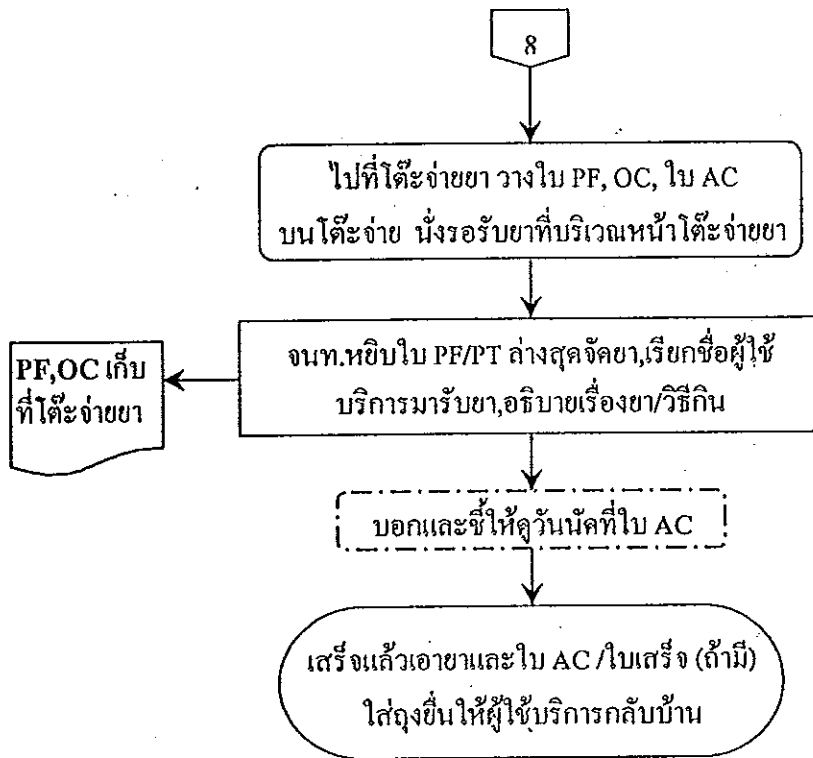 8
ไปที่โต๊ะจ่ายยา วางใบ PF, OC, ใบ AC
บนโต๊ะจ่าย นั่งรอรับยาที่บริเวณหน้าโต๊ะจ่ายยา
จนท.หยิบใบ PF/PT ล่างสุดจัดยา,เรียกชื่อผู้ใช้
บริการมารับยา,อธิบายเรื่องยา/วิธีกิน
PF,OC เก็บ
ที่โต๊ะจ่ายยา
บอกและชี้ให้ดูวันนัดที่ใบ AC
เสร็จแล้วเอายาและใบ AC /ใบเสร็จ (ถ้ามี)
ใส่ถุงยื่นให้ผู้ใช้บริการกลับบ้าน